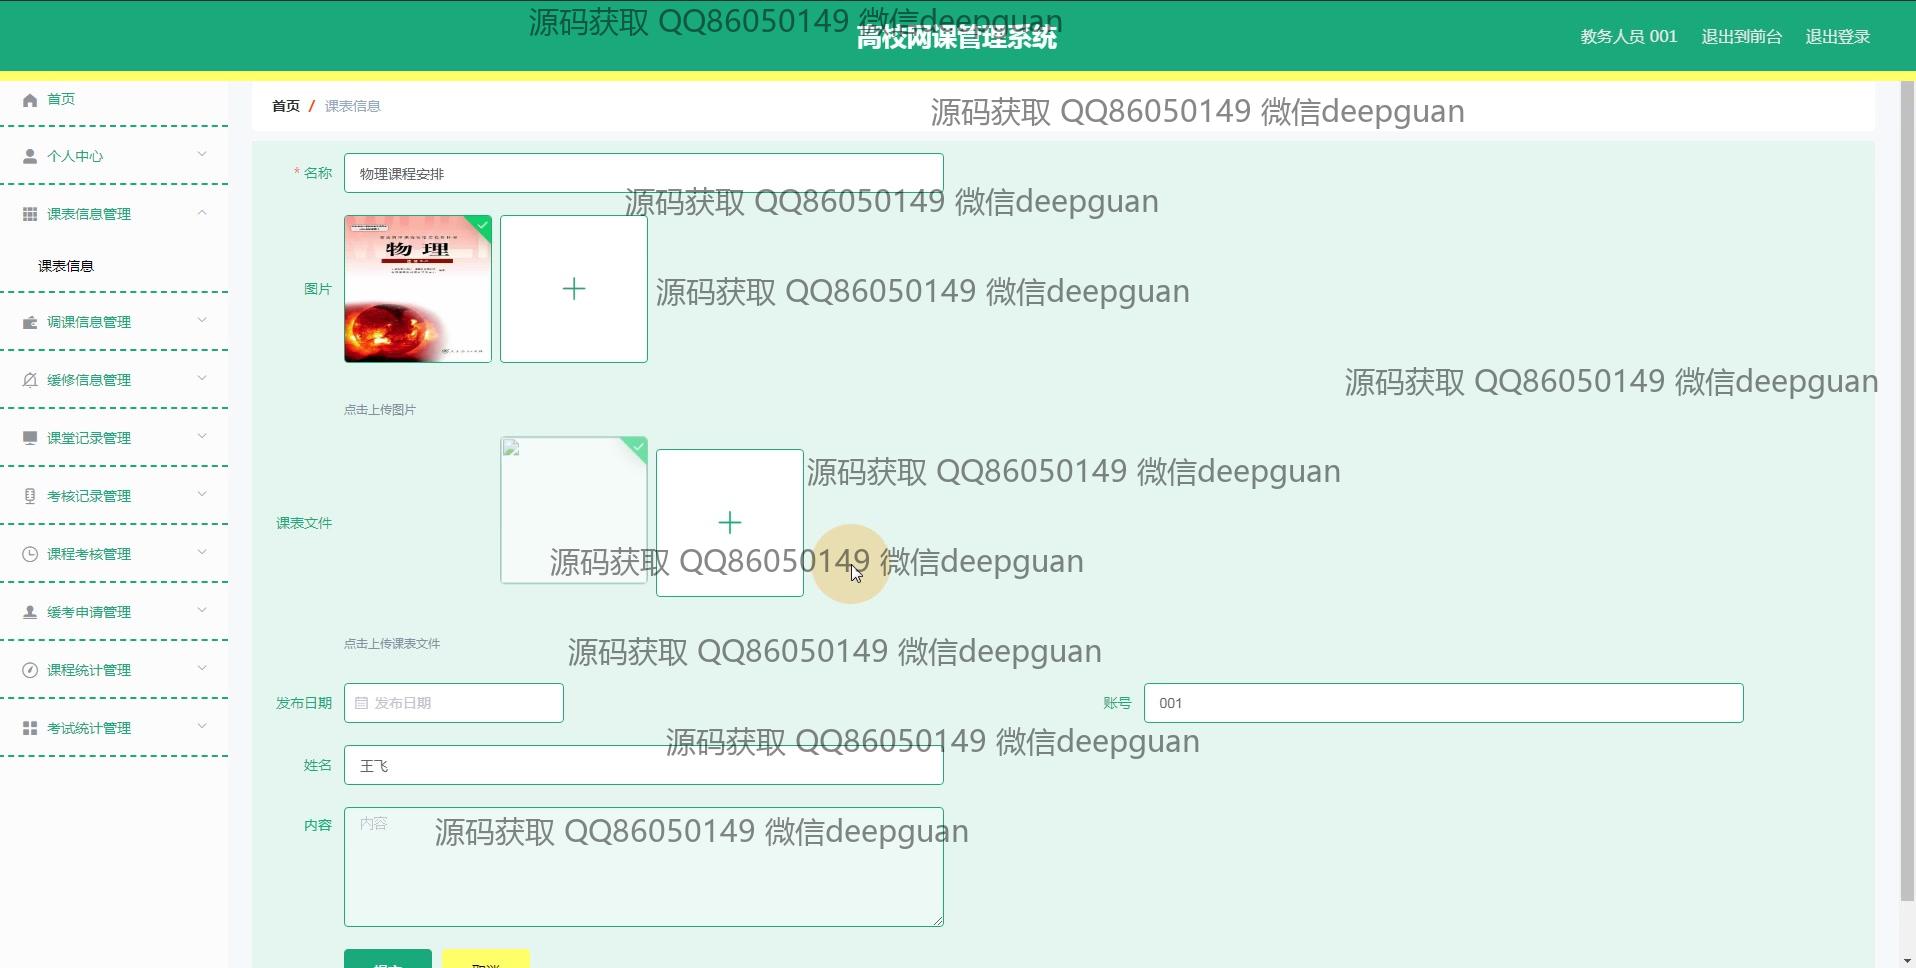 源码获取 QQ86050149 微信deepguan
高校网课管理系统
教务人员 001
退出到前台
退出登录
首页
个人中心
课表信息管理
课表信息
调课信息管理
缓修信息管理
课堂记录管理
考核记录管理
课程考核管理
缓考申请管理
课程统计管理
考试统计管理
首页 / 课表信息
源码获取 QQ86050149 微信deepguan
* 名称
物理课程安排
源码获取 QQ86050149 微信deepguan
图片
物理
源码获取 QQ86050149 微信deepguan
源码获取 QQ86050149 微信deepguan
点击上传图片
源码获取 QQ86050149 微信deepguan
课表文件
源码获取 QQ86050149 微信deepguan
点击上传课表文件
源码获取 QQ86050149 微信deepguan
发布日期
发布日期
账号
001
源码获取 QQ86050149 微信deepguan
姓名
王飞
内容
内容
源码获取 QQ86050149 微信deepguan